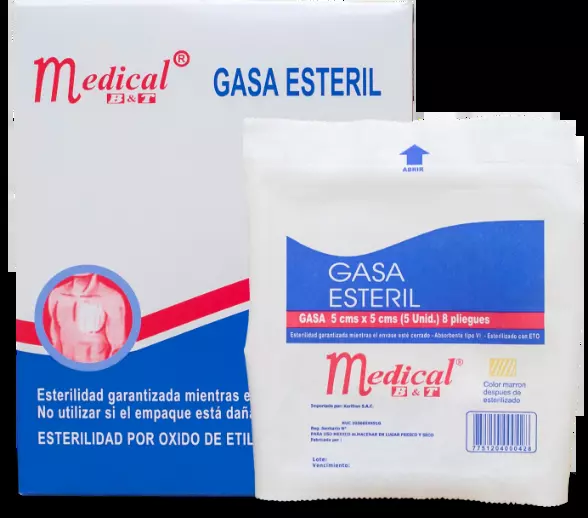 Medical®
B&T
GASA ESTERIL
Esterilidad garantizada mientras e
No utilizar si el empaque está daña
ESTERILIDAD POR OXIDO DE ETIL
ABRIR
GASA
ESTERIL
GASA 5 cms x 5 cms (5 Unid.) 8 pliegues
Esterilidad garantizada mientras el envase esté cerrado - Absorbente tipo VI - Esterilizado con ETO
Medical®
B&T
Color marron
despues de
esterilizado
Importado por: S.A.C.
RUC
Reg. Sanitario N°
PARA USO MEDICO ALMACENAR EN LUGAR FRESCO Y SECO
Fabricado por:
Lote:
Vencimiento:
7751204000428